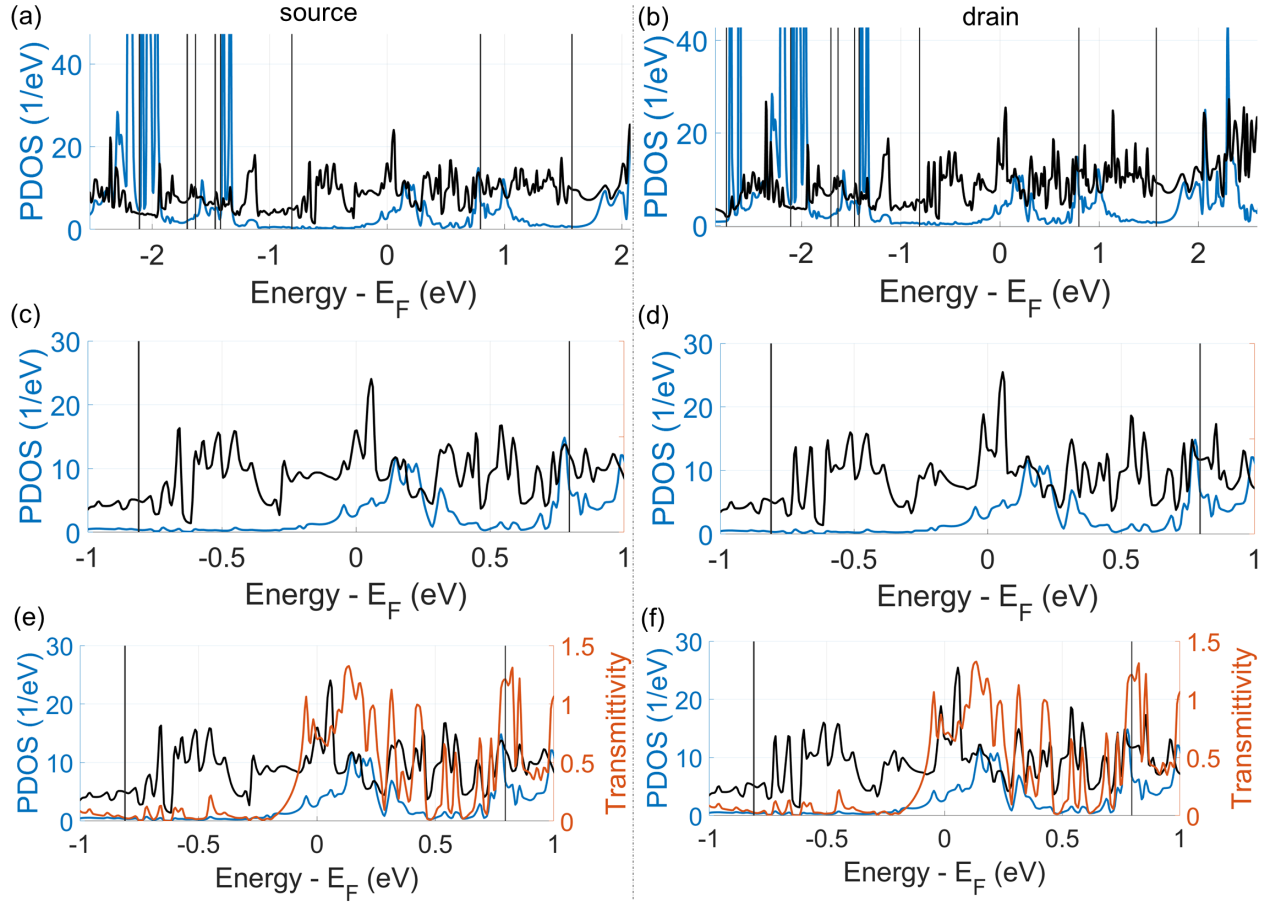 (a) source (b) drain
PDOS (1/eV) 40 20 0 PDOS (1/eV) 40 20 0
-2 -1 0 1 2 -2 -1 0 1 2
Energy - E_F (eV) Energy - E_F (eV)
(c) (d)
PDOS (1/eV) 30 20 10 0 PDOS (1/eV) 30 20 10 0
-1 -0.5 0 0.5 1 -1 -0.5 0 0.5 1
Energy - E_F (eV) Energy - E_F (eV)
(e) (f)
PDOS (1/eV) 30 20 10 0 1.5 1 0.5 0 Transmittivity PDOS (1/eV) 30 20 10 0 1.5 1 0.5 0 Transmittivity
-1 -0.5 0 0.5 1 -1 -0.5 0 0.5 1
Energy - E_F (eV) Energy - E_F (eV)